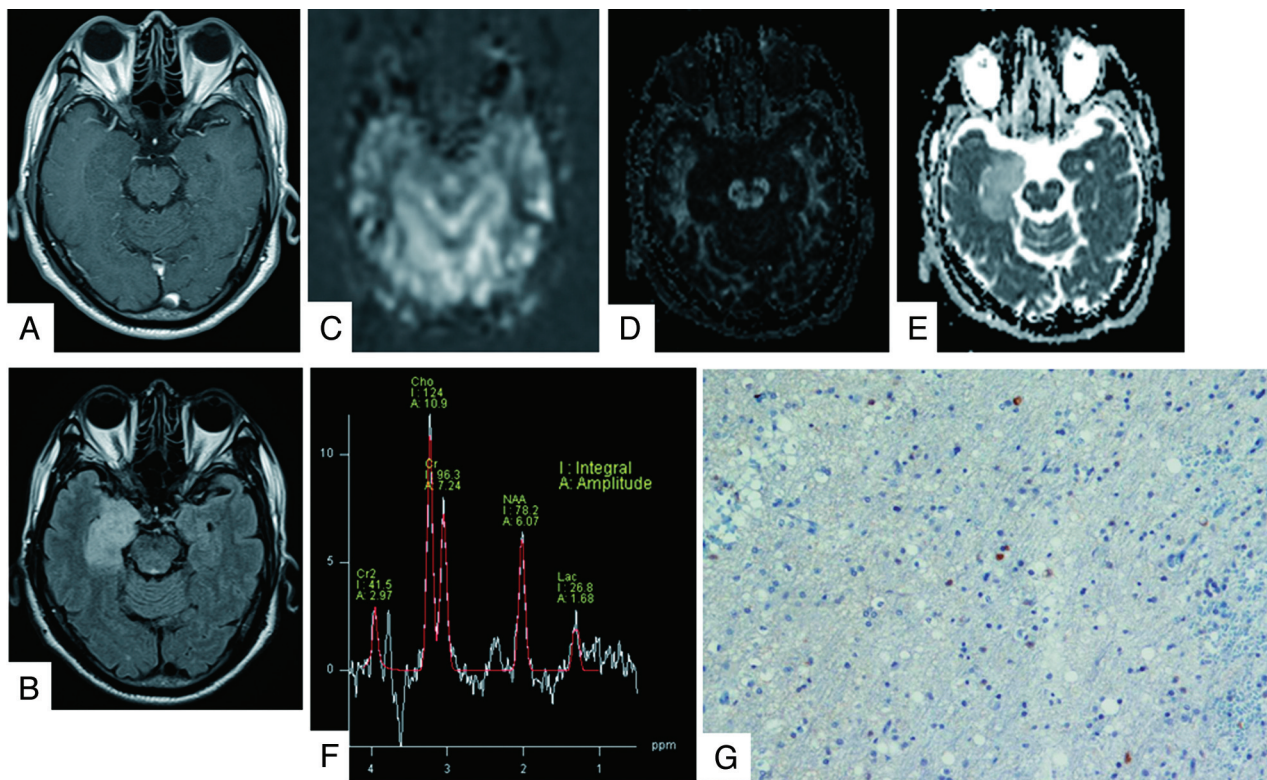 A
C
D
E
B
Cho
I : 124
A: 10.9
Cr
I: 96.3
A: 7.24
I : Integral
A: Amplitude
NAA
I : 78.2
A: 6.07
Cr2
I : 41.5
A: 2.97
Lac
I : 26.8
A: 1.68
10
5
0
ppm
4
3
2
1
F
G